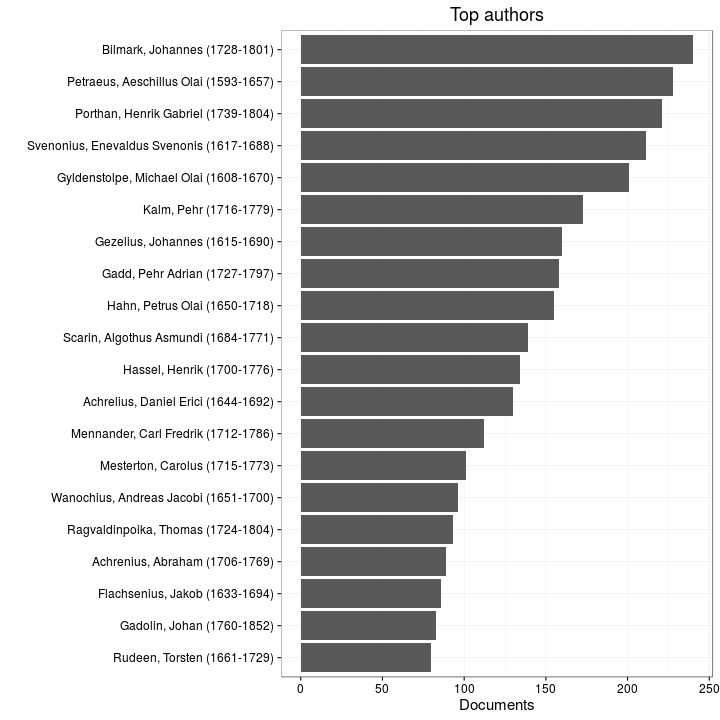 Top authors
Bilmark, Johannes (1728-1801)
Petraeus, Aeschillus Olai (1593-1657)
Porthan, Henrik Gabriel (1739-1804)
Svenonius, Enevaldus Svenonis (1617-1688)
Gyldenstolpe, Michael Olai (1608-1670)
Kalm, Pehr (1716-1779)
Gezelius, Johannes (1615-1690)
Gadd, Pehr Adrian (1727-1797)
Hahn, Petrus Olai (1650-1718)
Scarin, Algothus Asmundi (1684-1771)
Hassel, Henrik (1700-1776)
Achrelius, Daniel Erici (1644-1692)
Mennander, Carl Fredrik (1712-1786)
Mesterton, Carolus (1715-1773)
Wanochius, Andreas Jacobi (1651-1700)
Ragvaldinpoika, Thomas (1724-1804)
Achrenius, Abraham (1706-1769)
Flachsenius, Jakob (1633-1694)
Gadolin, Johan (1760-1852)
Rudeen, Torsten (1661-1729)
0 50 100 150 200 250
Documents